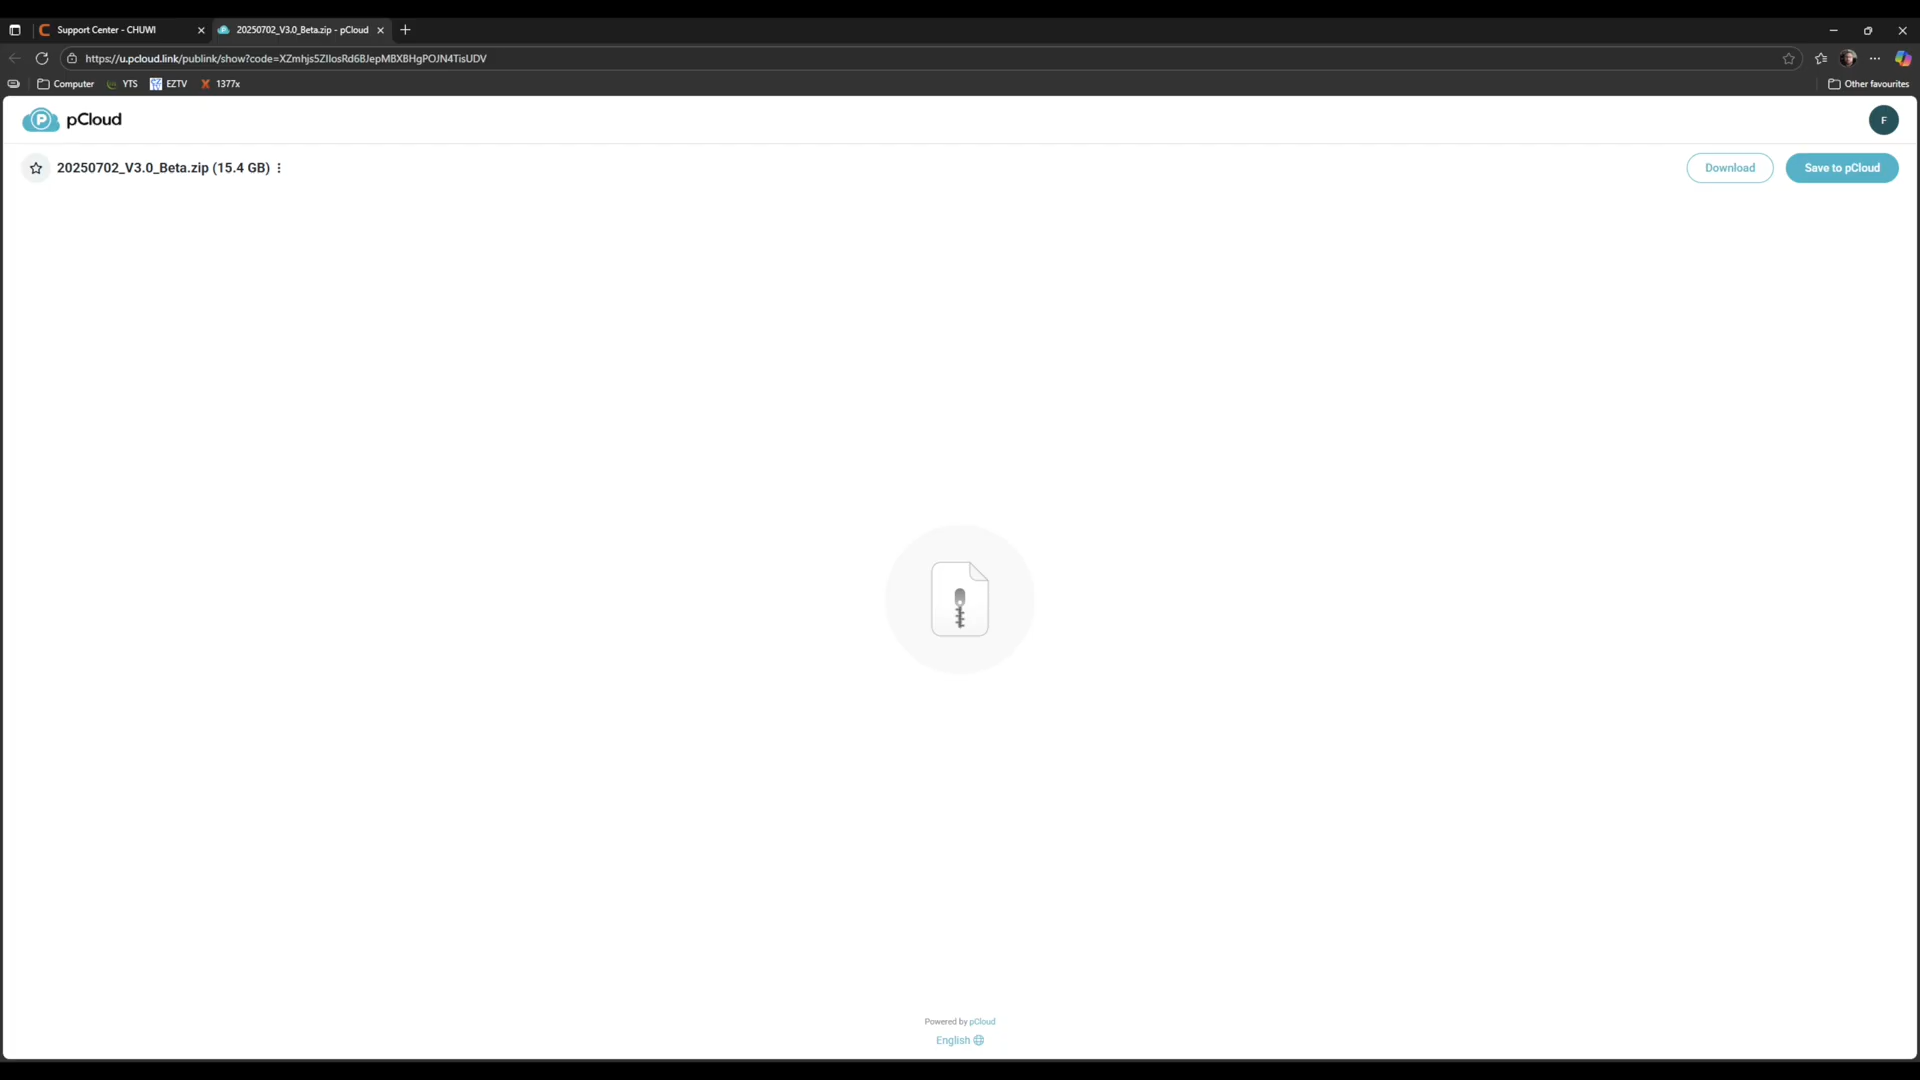 Support Center - CHUWI
20250702_V3.0_Beta.zip - pCloud
https://u.pcloud.link/publink/show?code=XZmhjs5ZIlosRd6BJepMBXBHgPOJN4TisUDV
Computer YTS EZTV 1377x Other favourites
P pCloud F
20250702_V3.0_Beta.zip (15.4 GB) Download Save to pCloud
Powered by pCloud
English